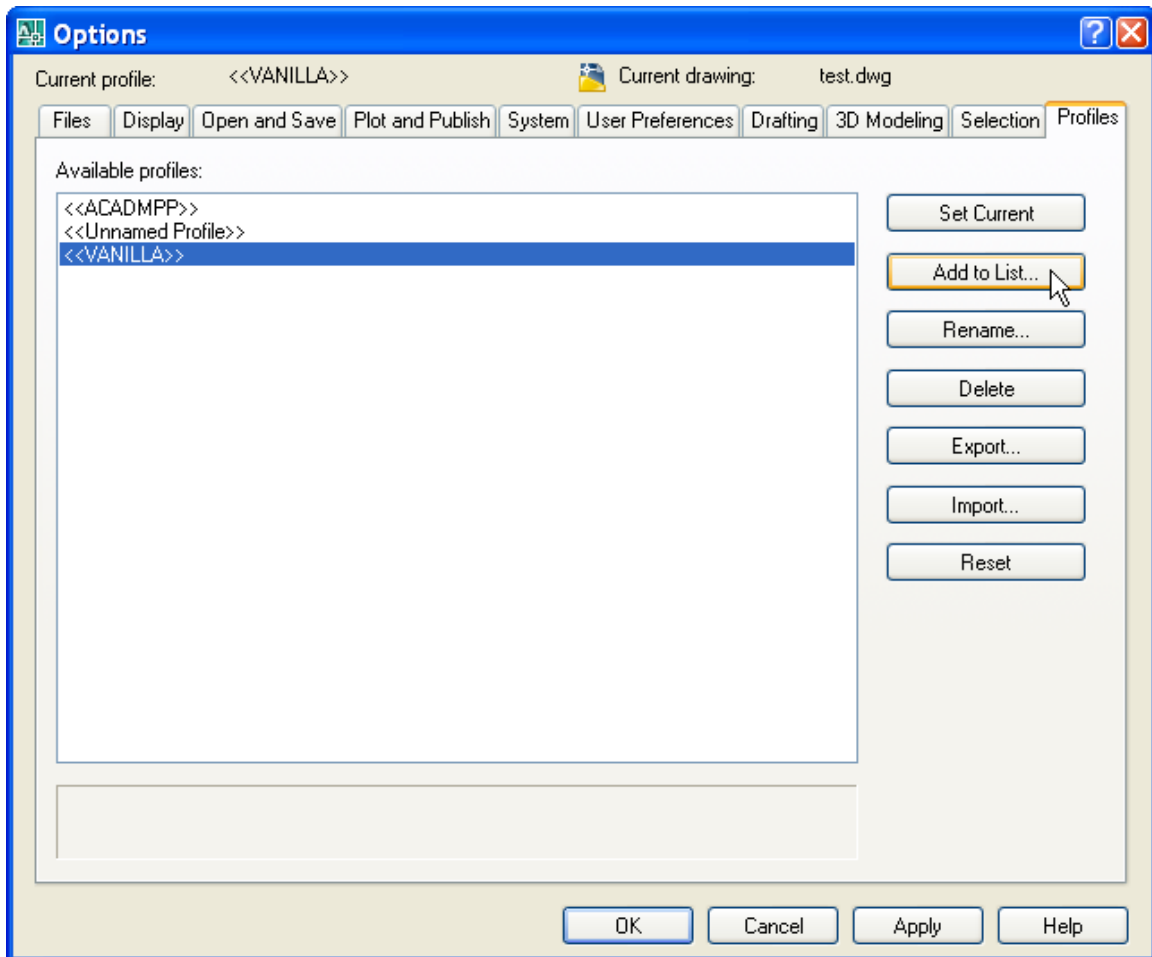 Options
Current profile: <<VANILLA>> Current drawing: test.dwg
Files Display Open and Save Plot and Publish System User Preferences Drafting 3D Modeling Selection Profiles
Available profiles:
<<ACADMPP>>
<<Unnamed Profile>>
<<VANILLA>>
Set Current
Add to List...
Rename...
Delete
Export...
Import...
Reset
OK Cancel Apply Help